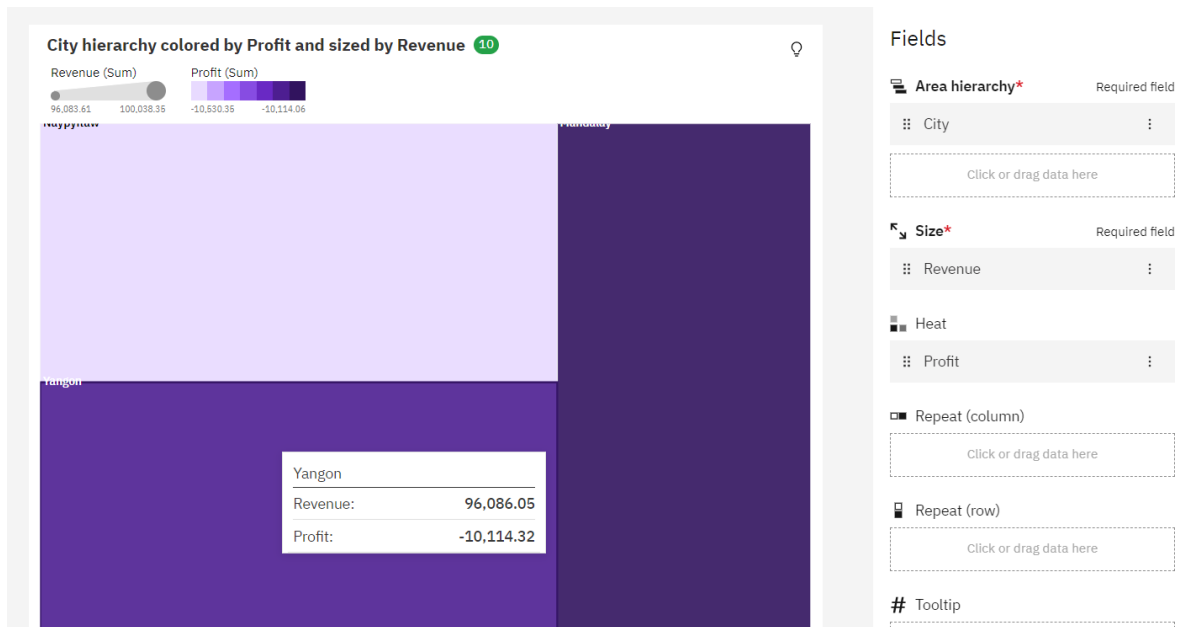 City hierarchy colored by Profit and sized by Revenue 10
Revenue (Sum)
96,083.61 100,038.35
Profit (Sum)
-10,530.35 -10,114.06
Naypyitaw
Mandalay
Yangon
Yangon
Revenue: 96,086.05
Profit: -10,114.32
Fields
Area hierarchy* Required field
City
Click or drag data here
Size* Required field
Revenue
Heat
Profit
Repeat (column)
Click or drag data here
Repeat (row)
Click or drag data here
# Tooltip